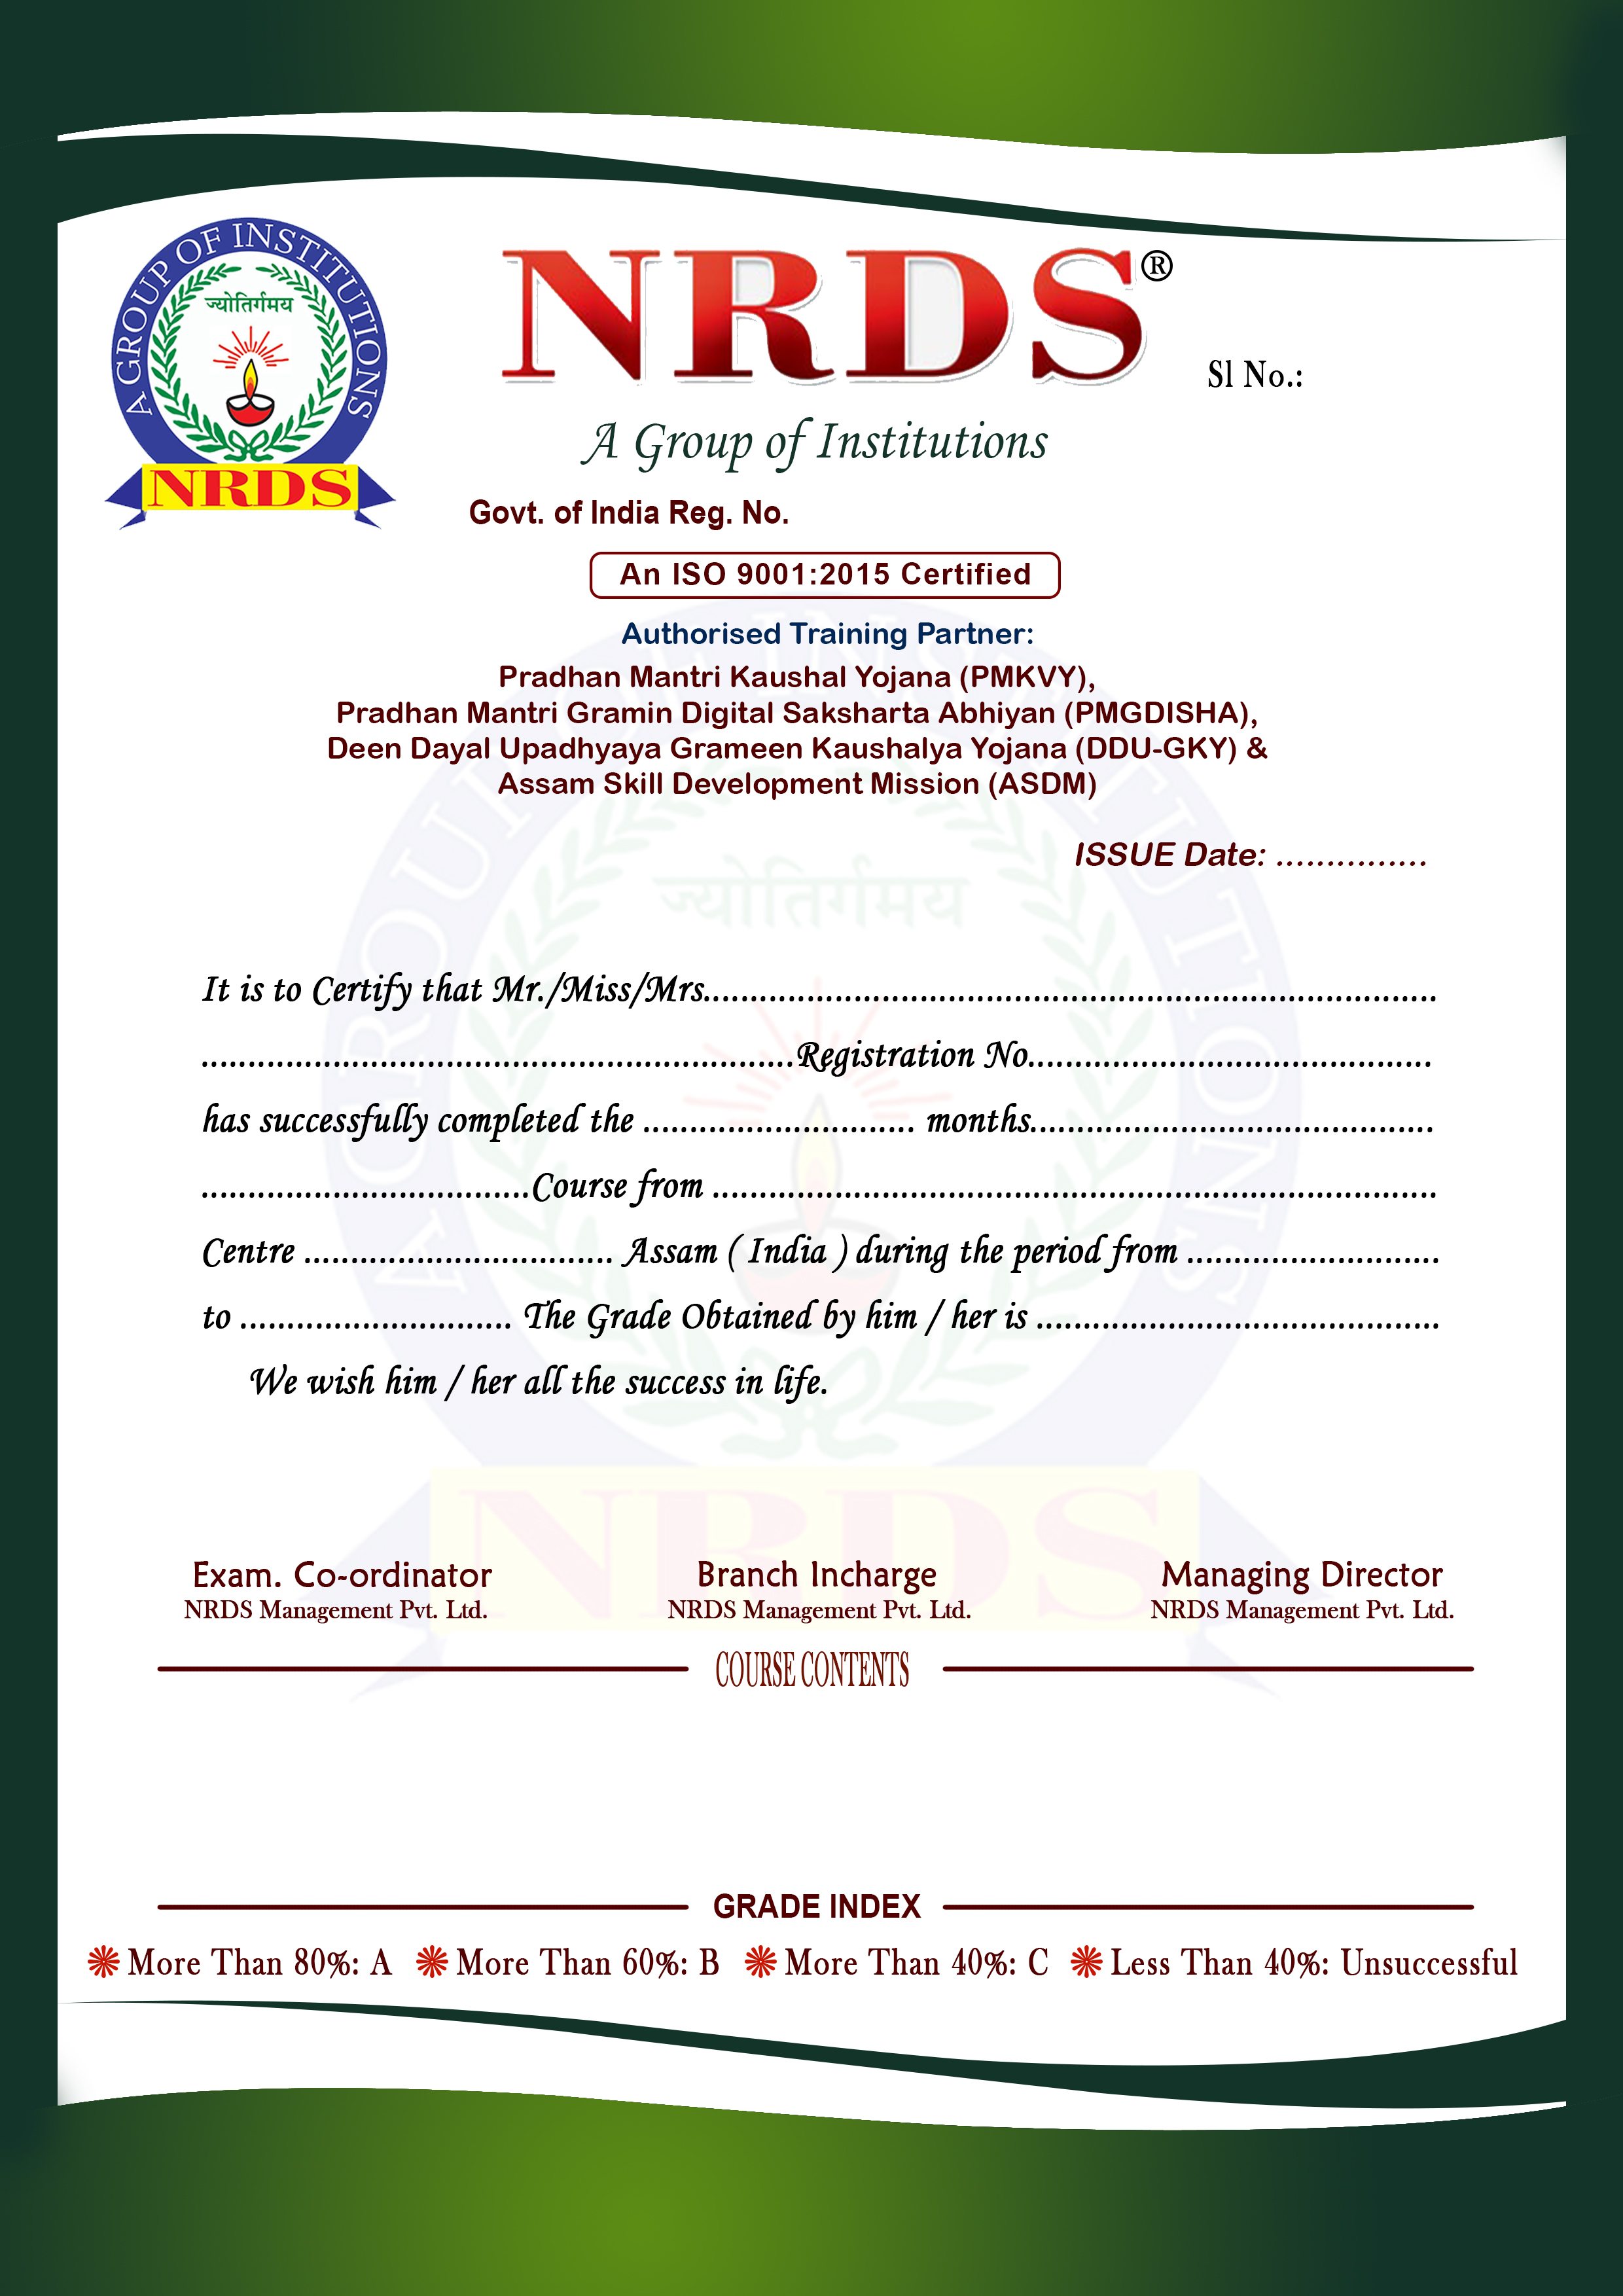 A GROUP OF INSTITUTIONS
ज्योतिर्गमय
NRDS
NRDS®
Sl No.:
A Group of Institutions
Govt. of India Reg. No.
An ISO 9001:2015 Certified
Authorised Training Partner:
Pradhan Mantri Kaushal Yojana (PMKVY),
Pradhan Mantri Gramin Digital Saksharta Abhiyan (PMGDISHA),
Deen Dayal Upadhyaya Grameen Kaushalya Yojana (DDU-GKY) &
Assam Skill Development Mission (ASDM)
ISSUE Date: ...............
A GROUP OF INSTITUTIONS
ज्योतिर्गमय
It is to Certify that Mr./Miss/Mrs..............................................................................
...............................................................Registration No...........................................
has successfully completed the ............................. months...........................................
...................................Course from .............................................................................
Centre ................................. Assam ( India ) during the period from ...........................
to ............................. The Grade Obtained by him / her is ...........................................
We wish him / her all the success in life.
NRDS
Exam. Co-ordinator Branch Incharge Managing Director
NRDS Management Pvt. Ltd. NRDS Management Pvt. Ltd. NRDS Management Pvt. Ltd.
COURSE CONTENTS
GRADE INDEX
More Than 80%: A More Than 60%: B More Than 40%: C Less Than 40%: Unsuccessful